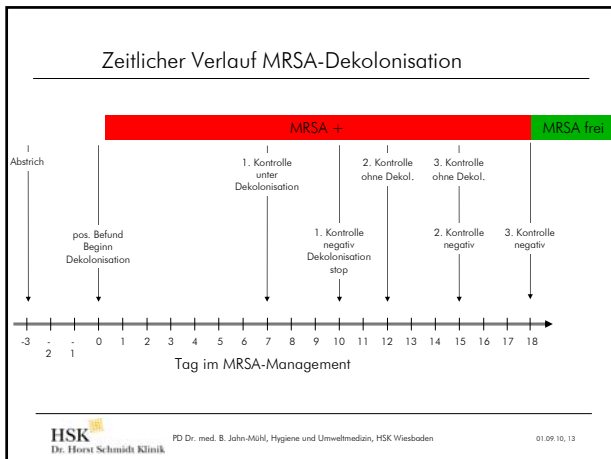 Zeitlicher Verlauf MRSA-Dekolonisation
MRSA +
MRSA frei
Abstrich
1. Kontrolle
unter
Dekolonisation
2. Kontrolle
ohne Dekol.
3. Kontrolle
ohne Dekol.
pos. Befund
Beginn
Dekolonisation
1. Kontrolle
negativ
Dekolonisation
stop
2. Kontrolle
negativ
3. Kontrolle
negativ
-3 -2 -1 0 1 2 3 4 5 6 7 8 9 10 11 12 13 14 15 16 17 18
Tag im MRSA-Management
HSK
Dr. Horst Schmidt Klinik
PD Dr. med. B. Jahn-Mühl, Hygiene und Umweltmedizin, HSK Wiesbaden
01.09.10, 13